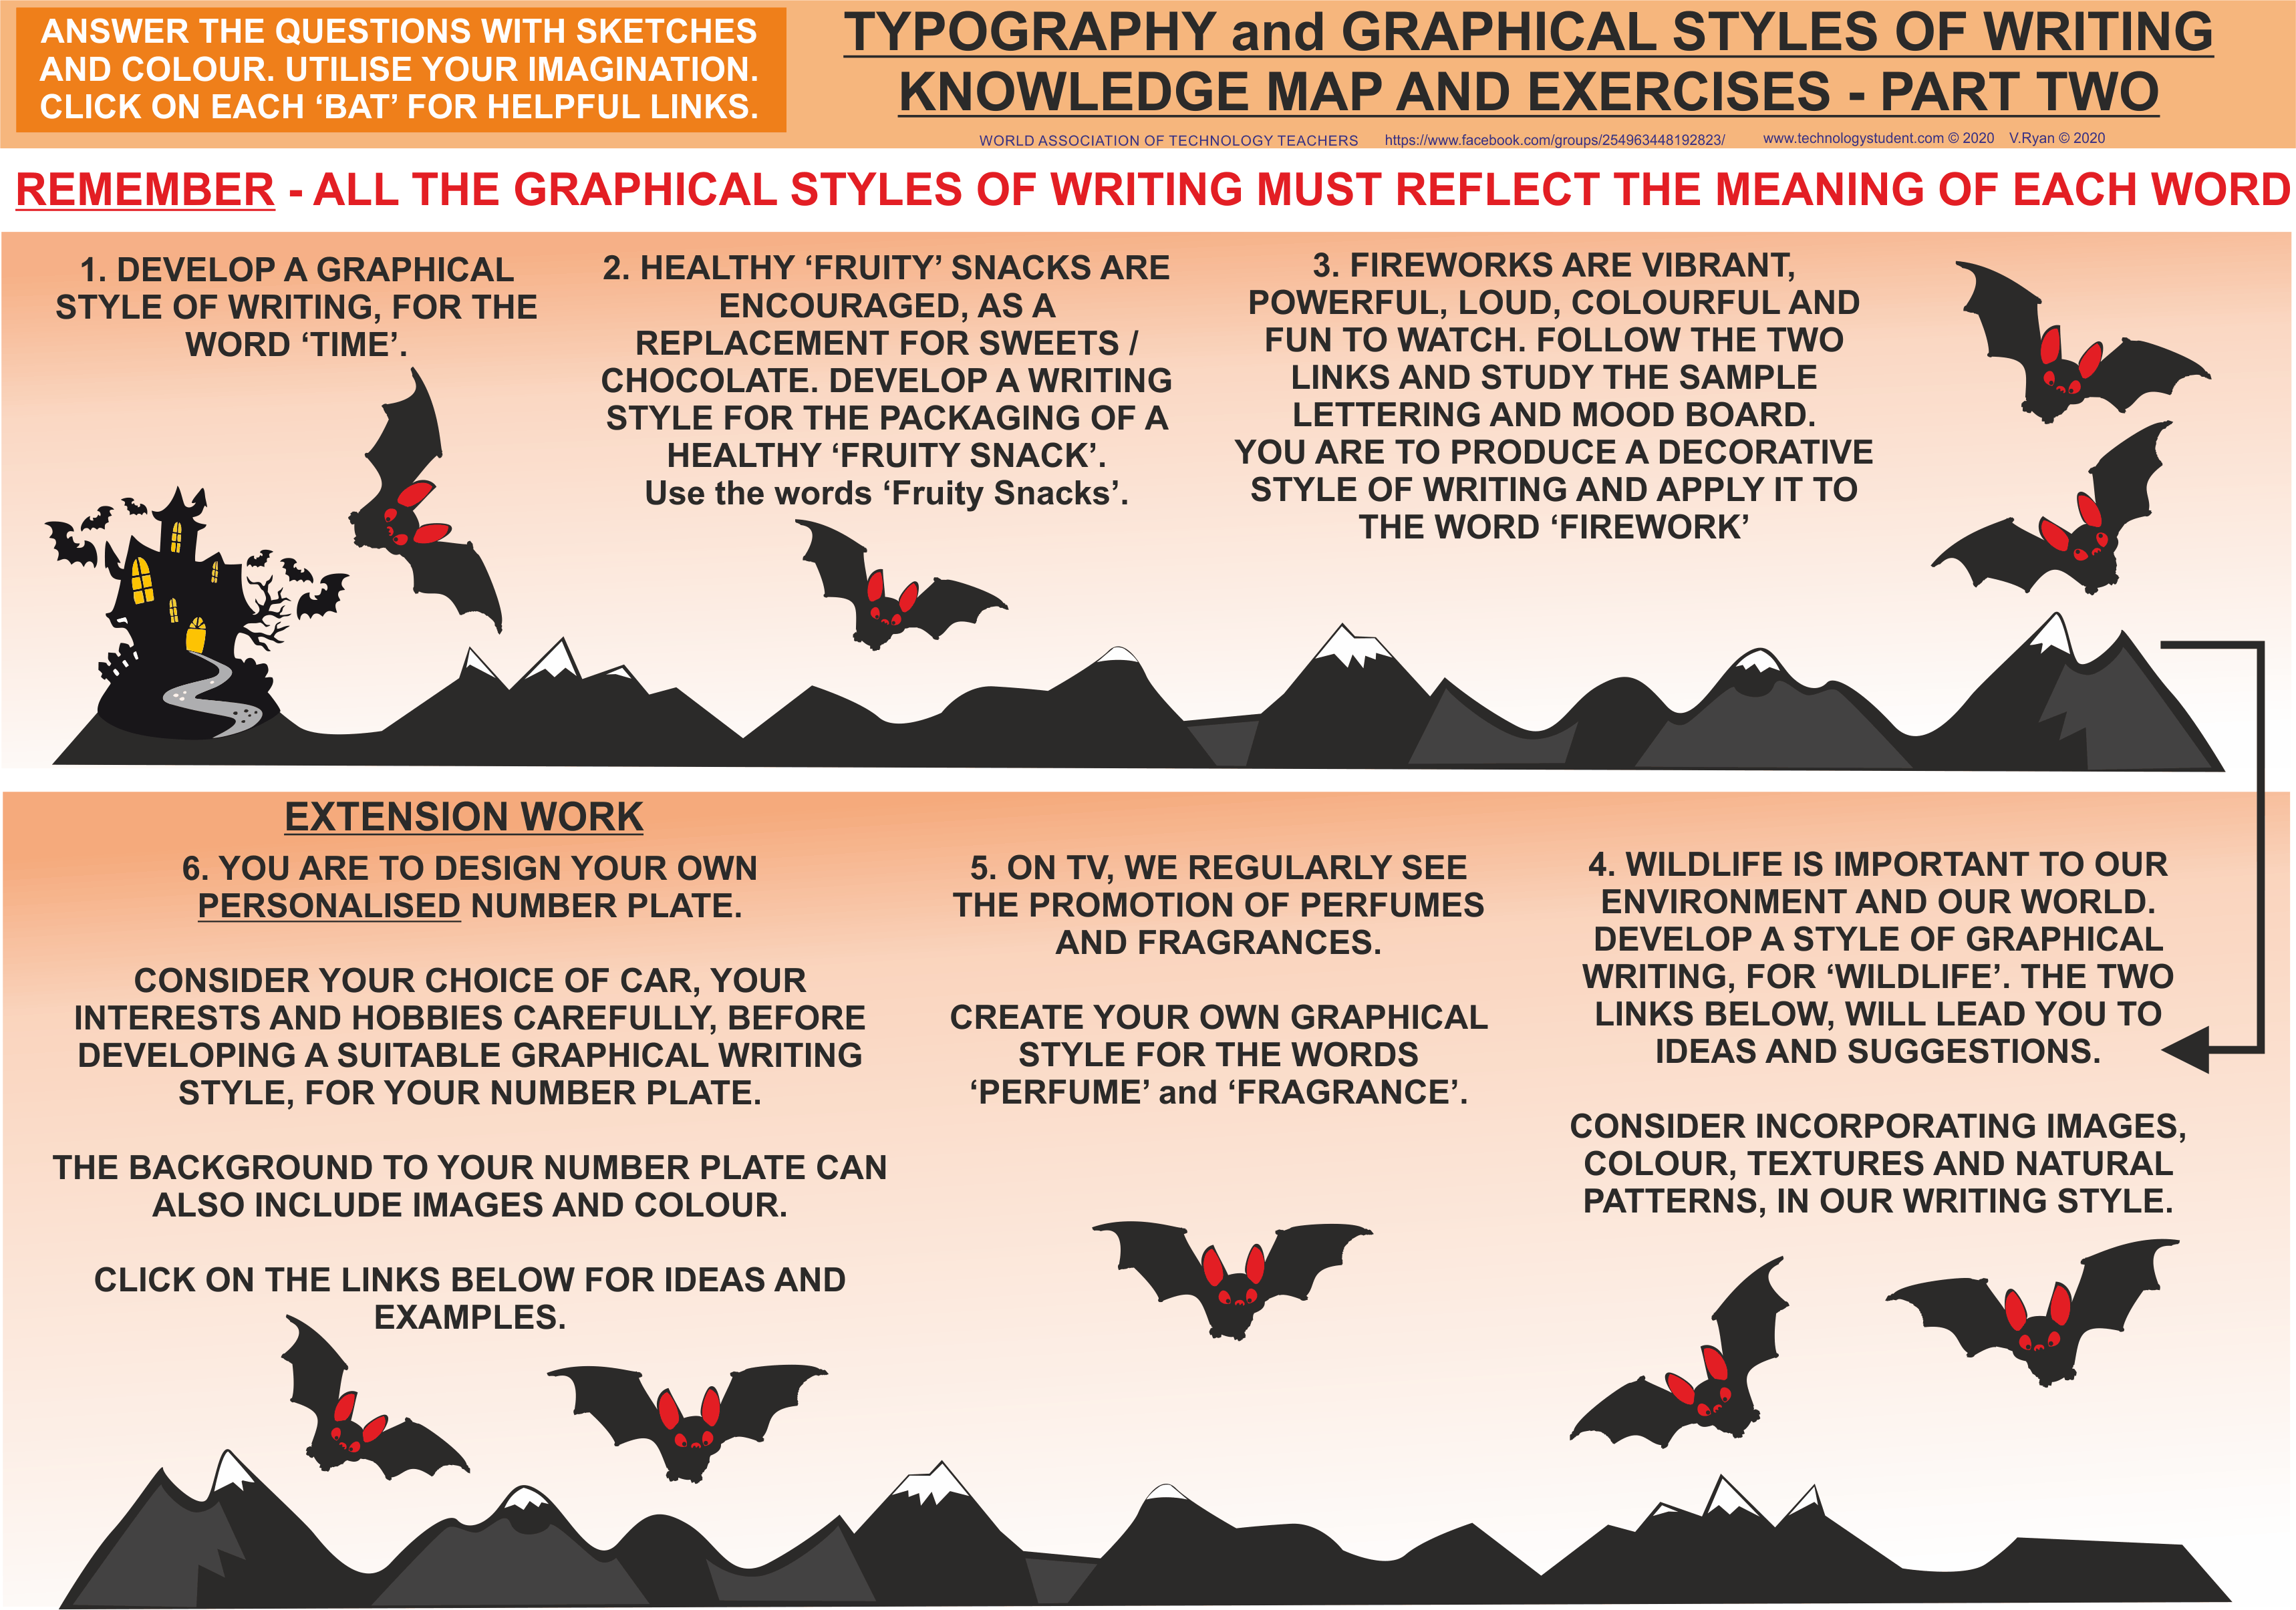 ANSWER THE QUESTIONS WITH SKETCHES
AND COLOUR. UTILISE YOUR IMAGINATION.
CLICK ON EACH ‘BAT’ FOR HELPFUL LINKS.
TYPOGRAPHY and GRAPHICAL STYLES OF WRITING
KNOWLEDGE MAP AND EXERCISES - PART TWO
WORLD ASSOCIATION OF TECHNOLOGY TEACHERS https://www.facebook.com/groups/254963448192823/ www.technologystudent.com © 2020 V.Ryan © 2020
REMEMBER - ALL THE GRAPHICAL STYLES OF WRITING MUST REFLECT THE MEANING OF EACH WORD
1. DEVELOP A GRAPHICAL
STYLE OF WRITING, FOR THE
WORD ‘TIME’.
2. HEALTHY ‘FRUITY’ SNACKS ARE
ENCOURAGED, AS A
REPLACEMENT FOR SWEETS /
CHOCOLATE. DEVELOP A WRITING
STYLE FOR THE PACKAGING OF A
HEALTHY ‘FRUITY SNACK’.
Use the words ‘Fruity Snacks’.
3. FIREWORKS ARE VIBRANT,
POWERFUL, LOUD, COLOURFUL AND
FUN TO WATCH. FOLLOW THE TWO
LINKS AND STUDY THE SAMPLE
LETTERING AND MOOD BOARD.
YOU ARE TO PRODUCE A DECORATIVE
STYLE OF WRITING AND APPLY IT TO
THE WORD ‘FIREWORK’
4. WILDLIFE IS IMPORTANT TO OUR
ENVIRONMENT AND OUR WORLD.
DEVELOP A STYLE OF GRAPHICAL
WRITING, FOR ‘WILDLIFE’. THE TWO
LINKS BELOW, WILL LEAD YOU TO
IDEAS AND SUGGESTIONS.
CONSIDER INCORPORATING IMAGES,
COLOUR, TEXTURES AND NATURAL
PATTERNS, IN OUR WRITING STYLE.
5. ON TV, WE REGULARLY SEE
THE PROMOTION OF PERFUMES
AND FRAGRANCES.
CREATE YOUR OWN GRAPHICAL
STYLE FOR THE WORDS
‘PERFUME’ and ‘FRAGRANCE’.
EXTENSION WORK
6. YOU ARE TO DESIGN YOUR OWN
PERSONALISED NUMBER PLATE.
CONSIDER YOUR CHOICE OF CAR, YOUR
INTERESTS AND HOBBIES CAREFULLY, BEFORE
DEVELOPING A SUITABLE GRAPHICAL WRITING
STYLE, FOR YOUR NUMBER PLATE.
THE BACKGROUND TO YOUR NUMBER PLATE CAN
ALSO INCLUDE IMAGES AND COLOUR.
CLICK ON THE LINKS BELOW FOR IDEAS AND
EXAMPLES.